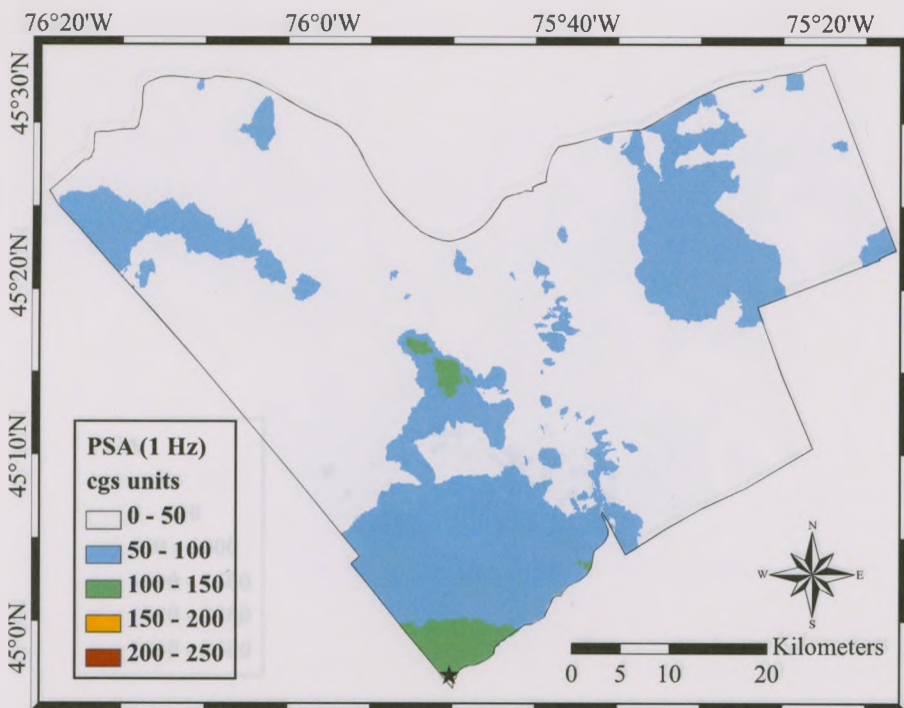 76°20'W 76°0'W 75°40'W 75°20'W
45°30'N
45°20'N
45°10'N
45°0'N
PSA (1 Hz)
cgs units
0 - 50
50 - 100
100 - 150
150 - 200
200 - 250
N
W E
S
Kilometers
0 5 10 20